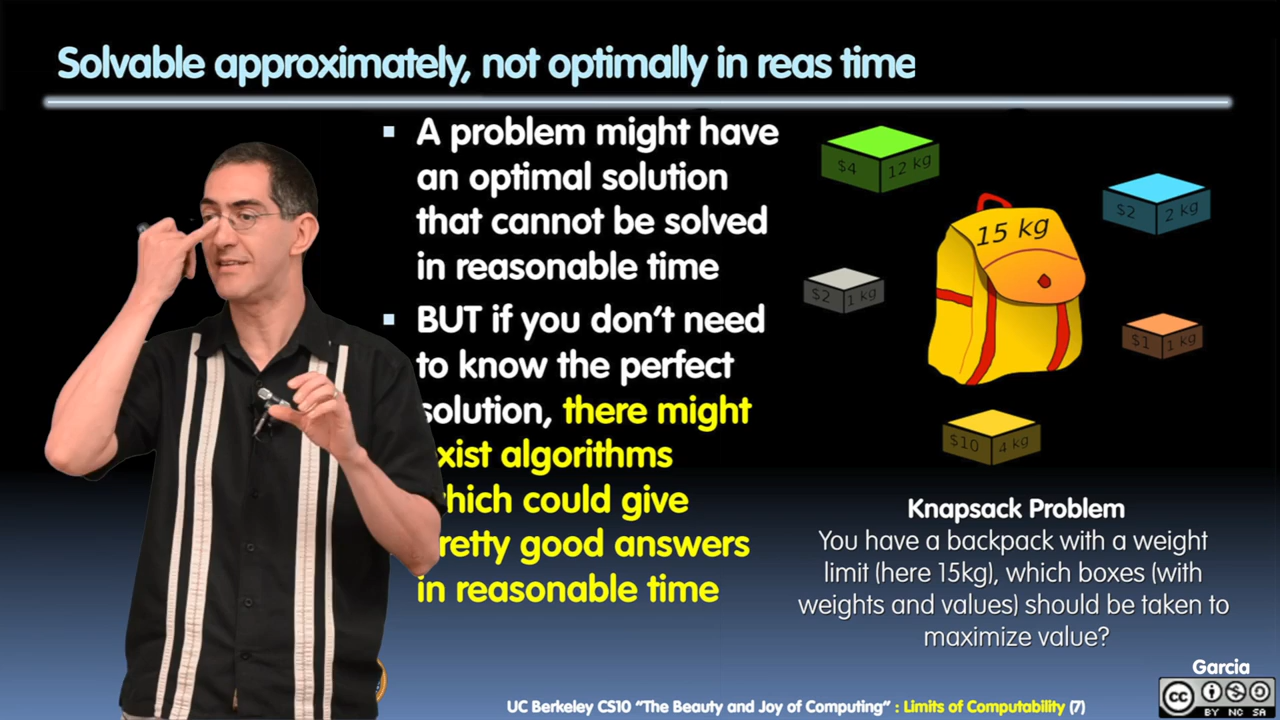 Solvable approximately, not optimally in reas time
A problem might have
an optimal solution
that cannot be solved
in reasonable time
BUT if you don't need
to know the perfect
solution, there might
xist algorithms
hich could give
retty good answers
in reasonable time
$4 12 kg
$2 2 kg
15 kg
$2 1 kg
$1 1 kg
$10 4 kg
Knapsack Problem
You have a backpack with a weight
limit (here 15kg), which boxes (with
weights and values) should be taken to
maximize value?
Garcia
UC Berkeley CS10 "The Beauty and Joy of Computing" : Limits of Computability (7)
cc
BY NC SA